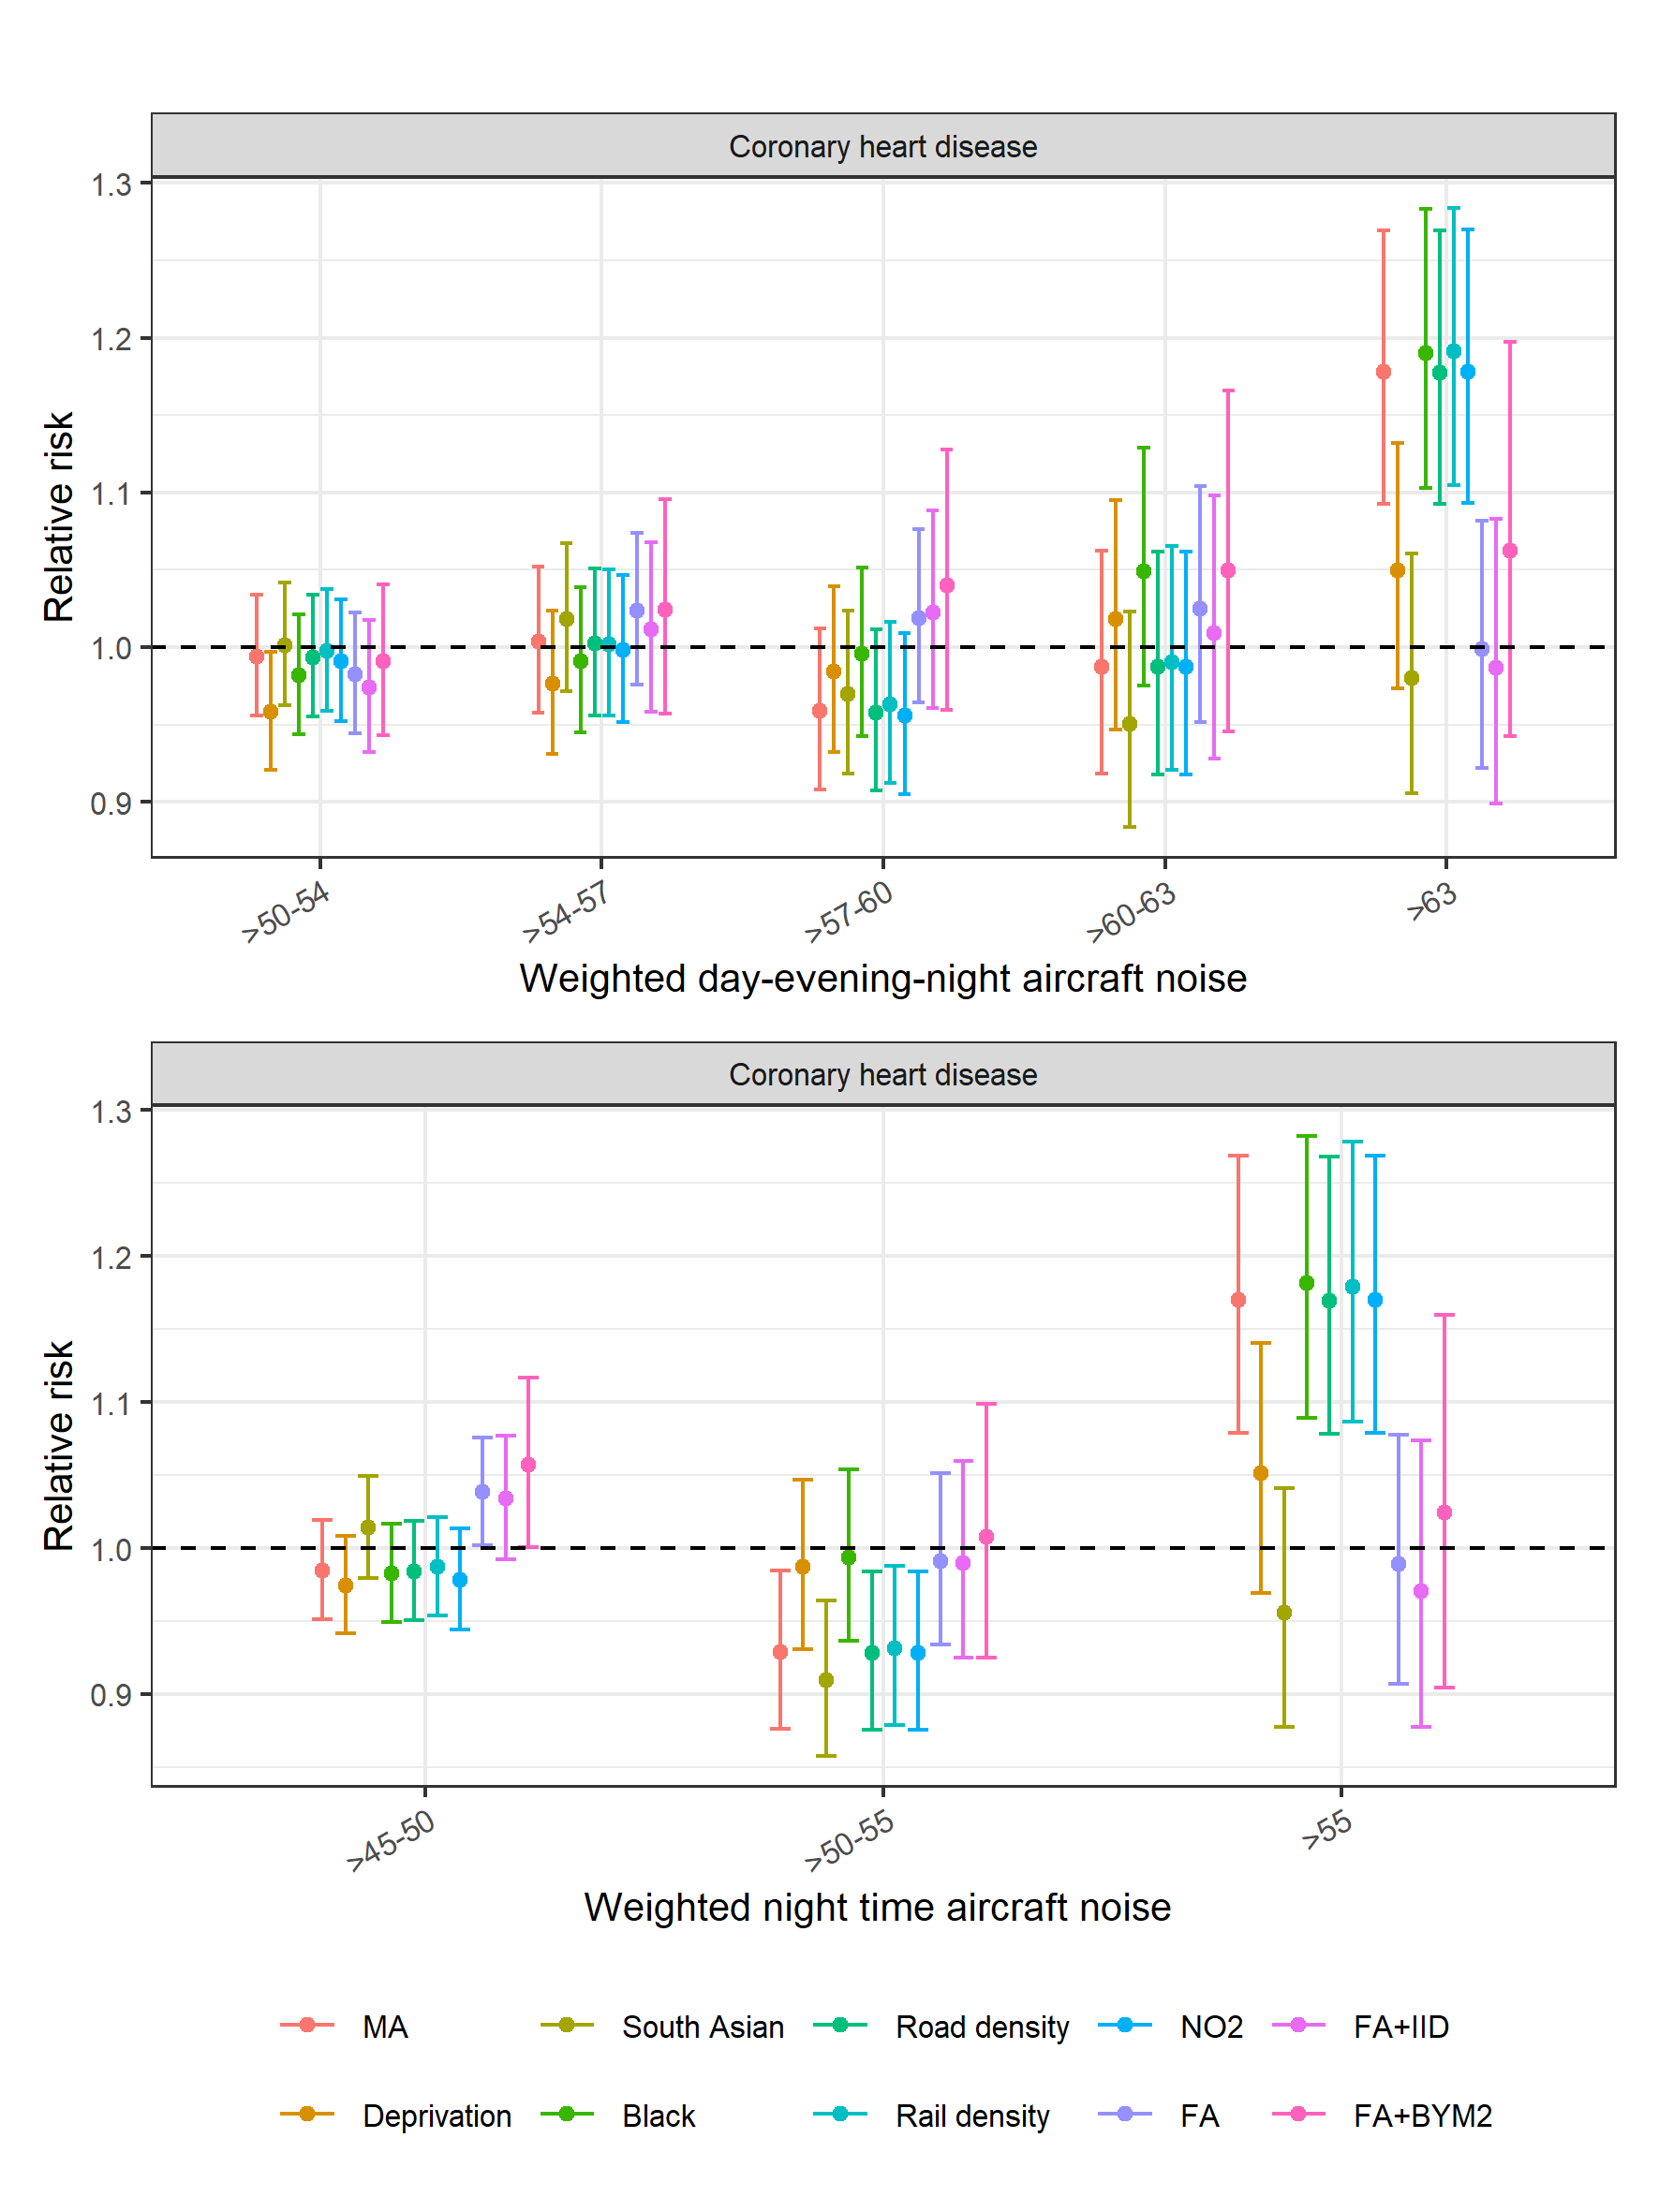 Coronary heart disease
1.3
1.2
1.1
1.0
0.9
Relative risk
>50-54 >54-57 >57-60 >60-63 >63
Weighted day-evening-night aircraft noise
Coronary heart disease
1.3
1.2
1.1
1.0
0.9
Relative risk
>45-50 >50-55 >55
Weighted night time aircraft noise
MA South Asian Road density NO2 FA+IID
Deprivation Black Rail density FA FA+BYM2